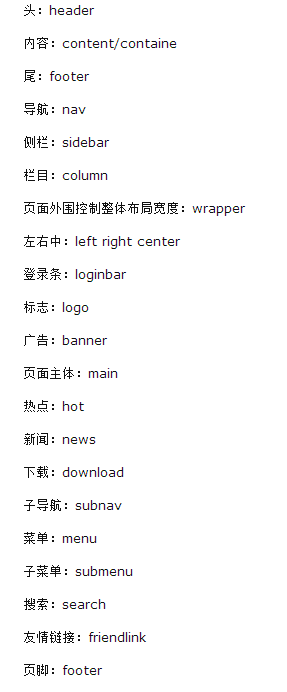 头：header
内容：content/containe
尾：footer
导航：nav
侧栏：sidebar
栏目：column
页面外围控制整体布局宽度：wrapper
左右中：left right center
登录条：loginbar
标志：logo
广告：banner
页面主体：main
热点：hot
新闻：news
下载：download
子导航：subnav
菜单：menu
子菜单：submenu
搜索：search
友情链接：friendlink
页脚：footer